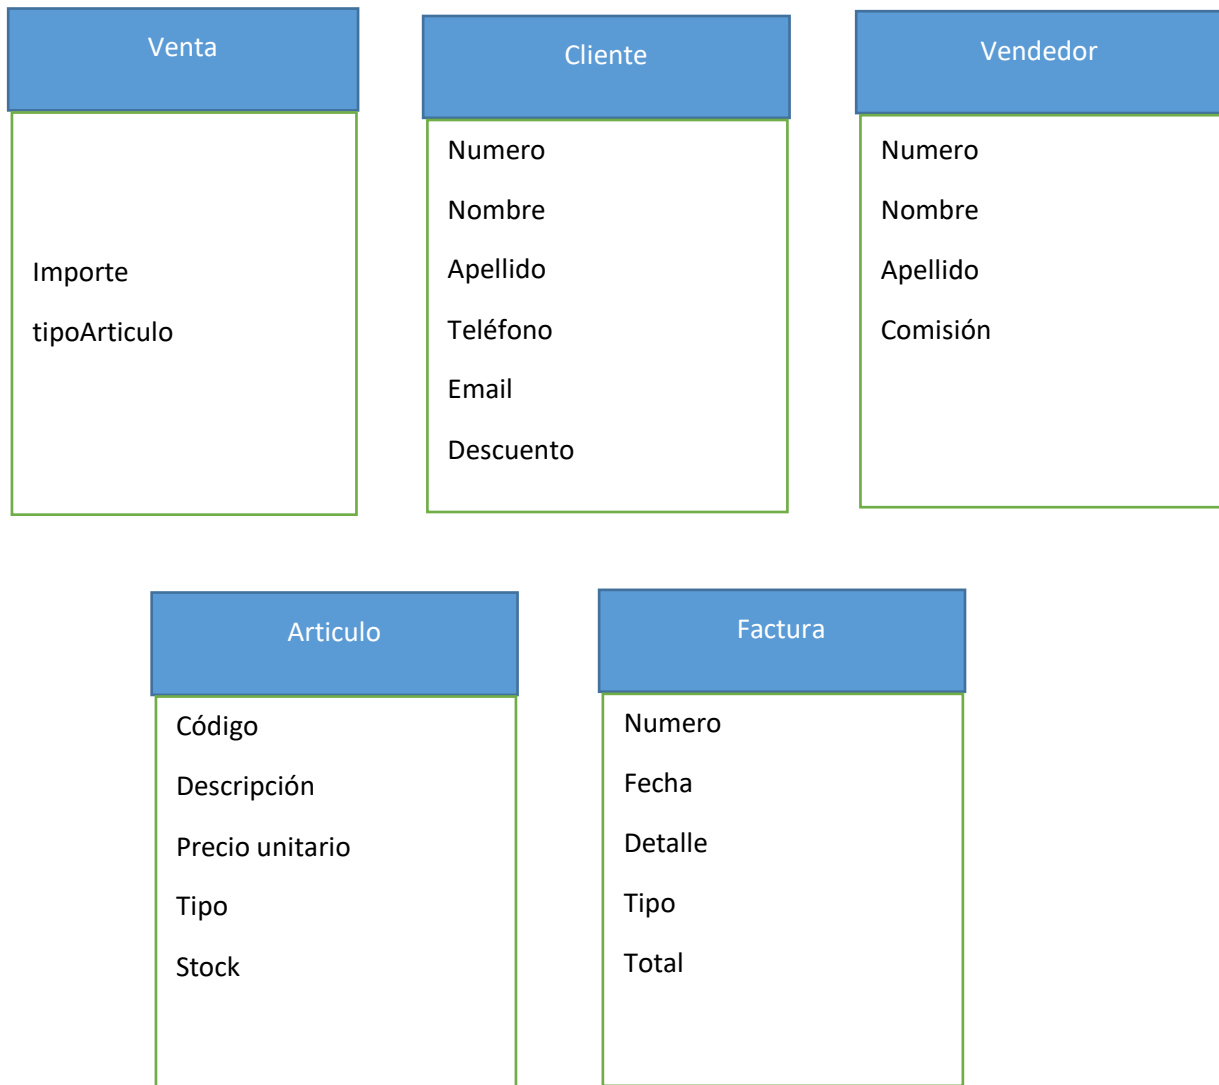 Venta
Importe
tipoArticulo
Cliente
Numero
Nombre
Apellido
Teléfono
Email
Descuento
Vendedor
Numero
Nombre
Apellido
Comisión
Articulo
Código
Descripción
Precio unitario
Tipo
Stock
Factura
Numero
Fecha
Detalle
Tipo
Total